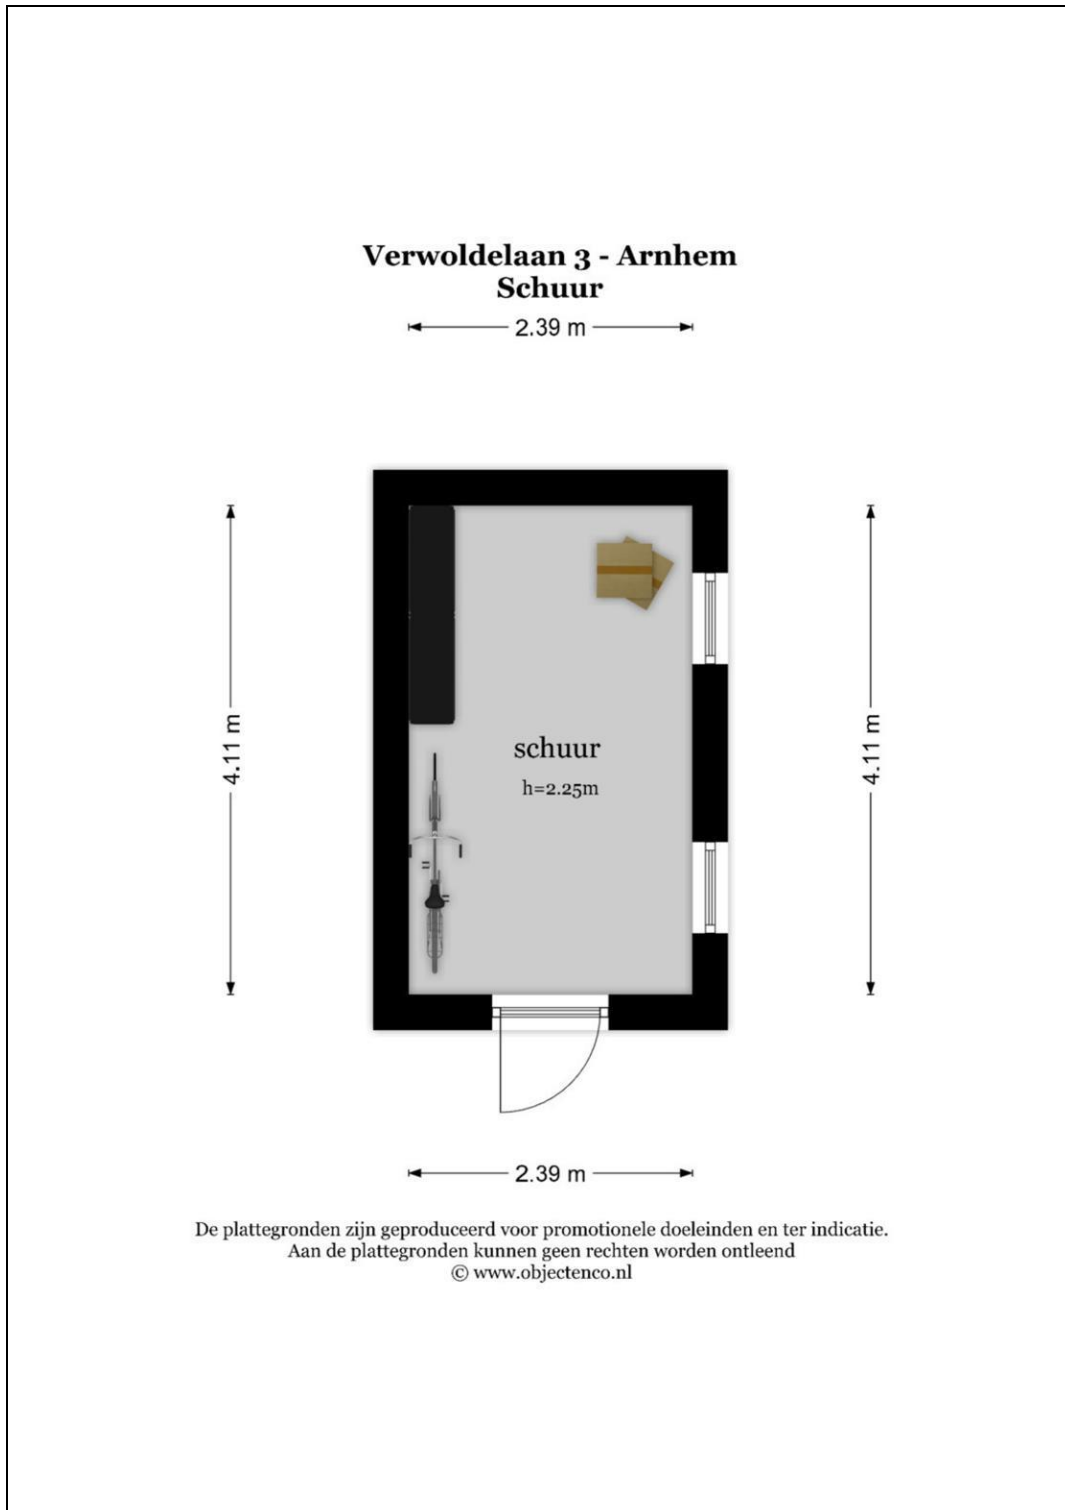 Verwoldelaan 3 - Arnhem
Schuur
2.39 m
4.11 m
4.11 m
schuur
h=2.25m
2.39 m
De plattegronden zijn geproduceerd voor promotionele doeleinden en ter indicatie.
Aan de plattegronden kunnen geen rechten worden ontleend
© www.objectenco.nl